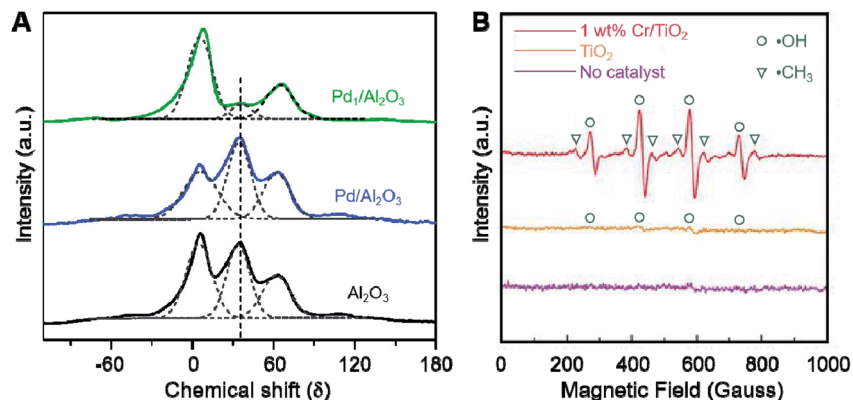 A
Intensity (a.u.)
Pd₁/Al₂O₃
Pd/Al₂O₃
Al₂O₃
-60 0 60 120 180
Chemical shift (δ)
B
Intensity (a.u.)
1 wt% Cr/TiO₂
TiO₂
No catalyst
•OH
•CH₃
0 200 400 600 800 1000
Magnetic Field (Gauss)